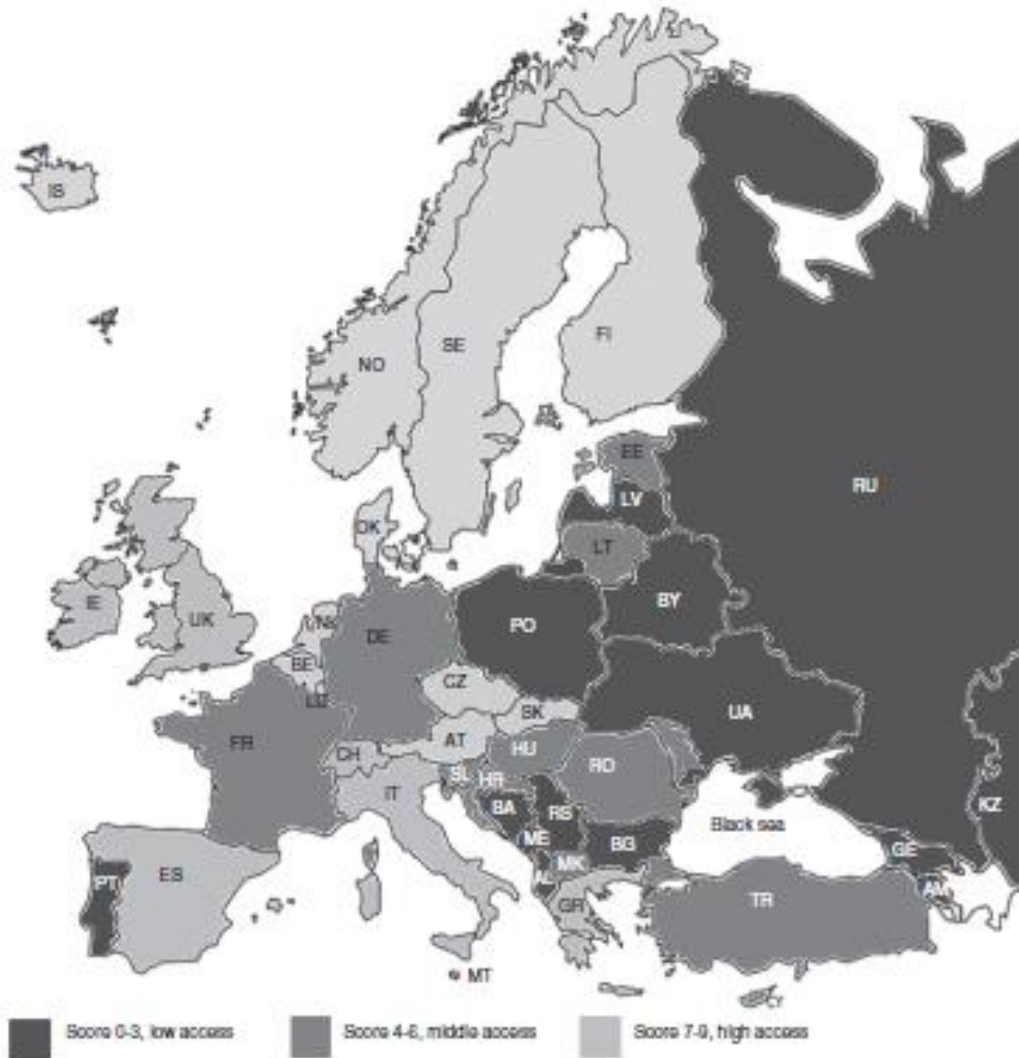 IS
NO
SE
FI
EE
LV
RU
DK
LT
IE
UK
BY
PO
DE
BE
CZ
UA
SK
FR
AT
CH
HU
RO
SL
HR
IT
BA
RS
KZ
Black sea
ME
BG
GE
MK
PT
ES
AL
AM
TR
GR
MT
CY
Score 0-3, low access
Score 4-6, middle access
Score 7-9, high access